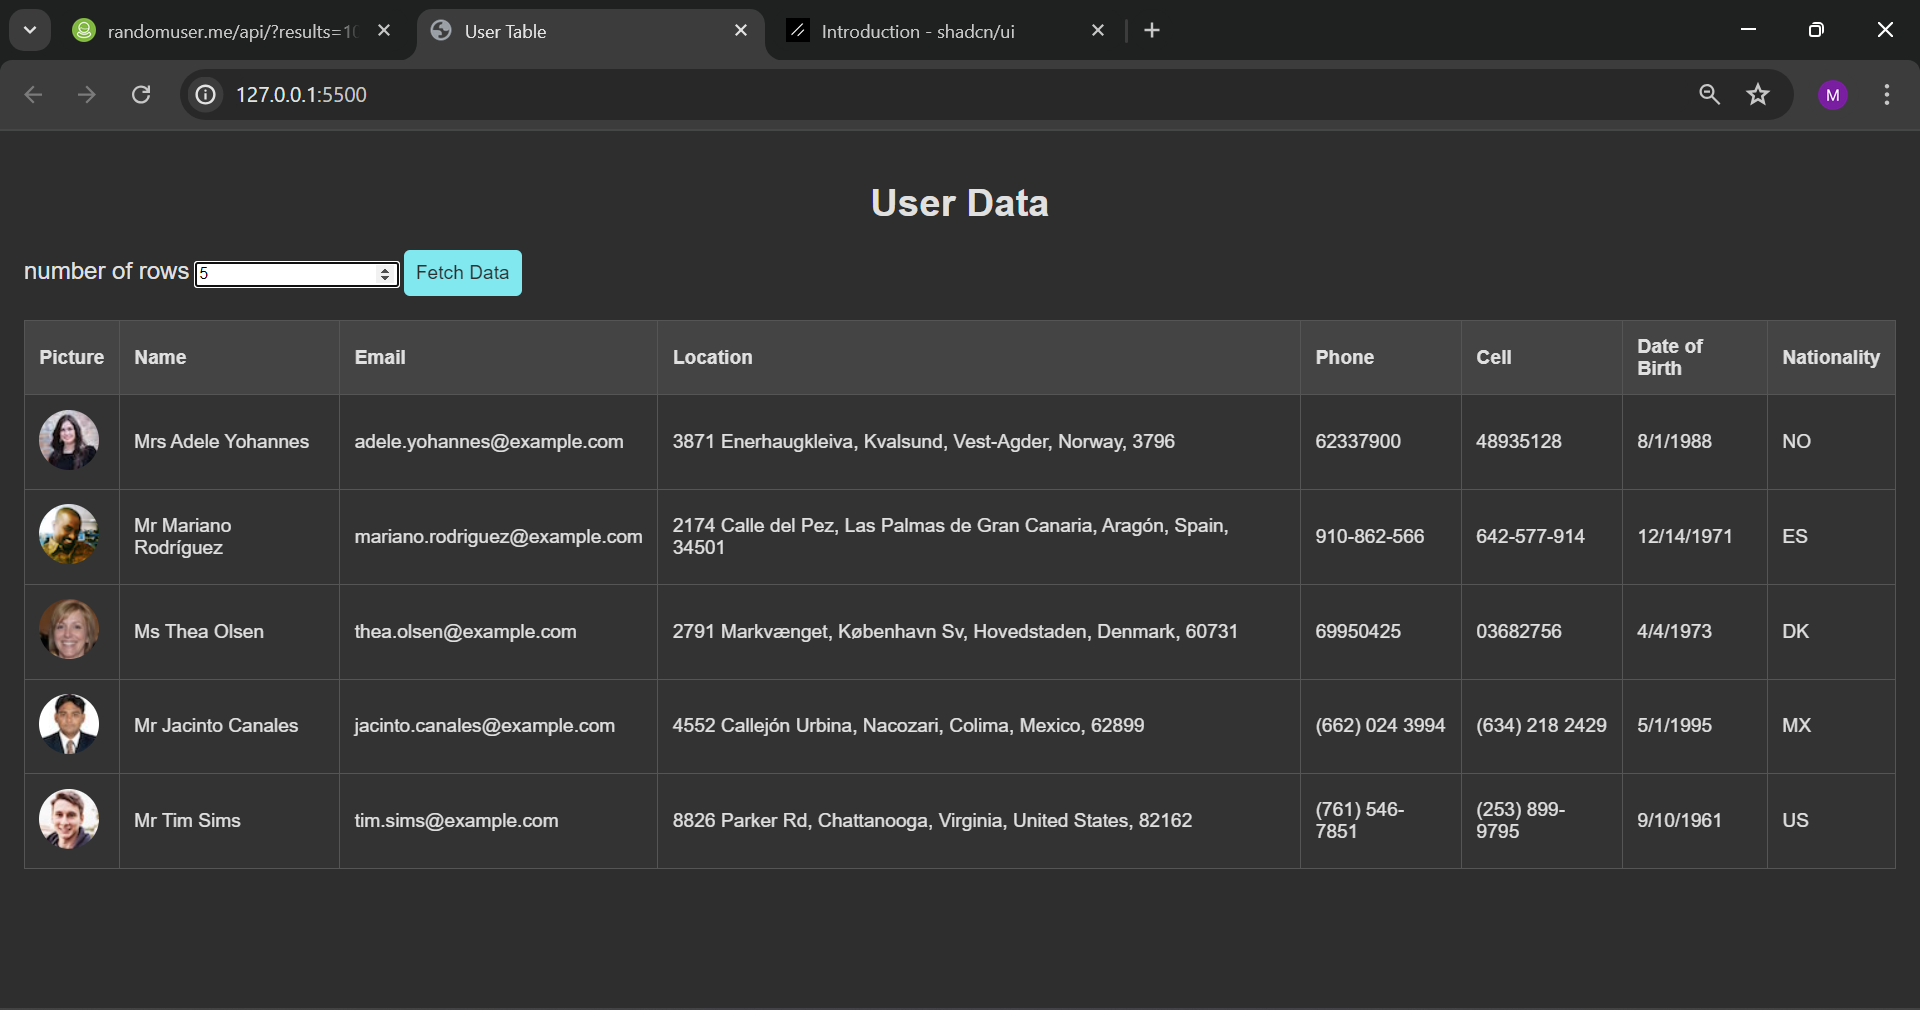 randomuser.me/api/?results=10
User Table
Introduction - shadcn/ui
127.0.0.1:5500
M
User Data
number of rows 5 Fetch Data
Picture Name Email Location Phone Cell Date of Birth Nationality
Mrs Adele Yohannes adele.yohannes@example.com 3871 Enerhaugkleiva, Kvalsund, Vest-Agder, Norway, 3796 62337900 48935128 8/1/1988 NO
Mr Mariano Rodríguez mariano.rodriguez@example.com 2174 Calle del Pez, Las Palmas de Gran Canaria, Aragón, Spain, 34501 910-862-566 642-577-914 12/14/1971 ES
Ms Thea Olsen thea.olsen@example.com 2791 Markvænget, København Sv, Hovedstaden, Denmark, 60731 69950425 03682756 4/4/1973 DK
Mr Jacinto Canales jacinto.canales@example.com 4552 Callejón Urbina, Nacozari, Colima, Mexico, 62899 (662) 024 3994 (634) 218 2429 5/1/1995 MX
Mr Tim Sims tim.sims@example.com 8826 Parker Rd, Chattanooga, Virginia, United States, 82162 (761) 546-7851 (253) 899-9795 9/10/1961 US